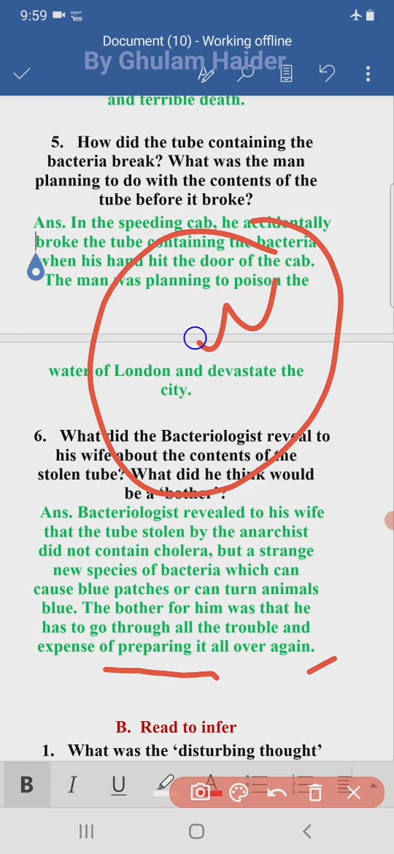 9:59
Document (10) - Working offline
By Ghulam Haider
and terrible death.
5. How did the tube containing the
bacteria break? What was the man
planning to do with the contents of the
tube before it broke?
Ans. In the speeding cab, he accidentally
broke the tube containing the bacteria
when his hand hit the door of the cab.
The man was planning to poison the
water of London and devastate the
city.
6. What did the Bacteriologist reveal to
his wife about the contents of the
stolen tube? What did he think would
be a ‘bother’?
Ans. Bacteriologist revealed to his wife
that the tube stolen by the anarchist
did not contain cholera, but a strange
new species of bacteria which can
cause blue patches or can turn animals
blue. The bother for him was that he
has to go through all the trouble and
expense of preparing it all over again.
B. Read to infer
1. What was the ‘disturbing thought’
B I U A